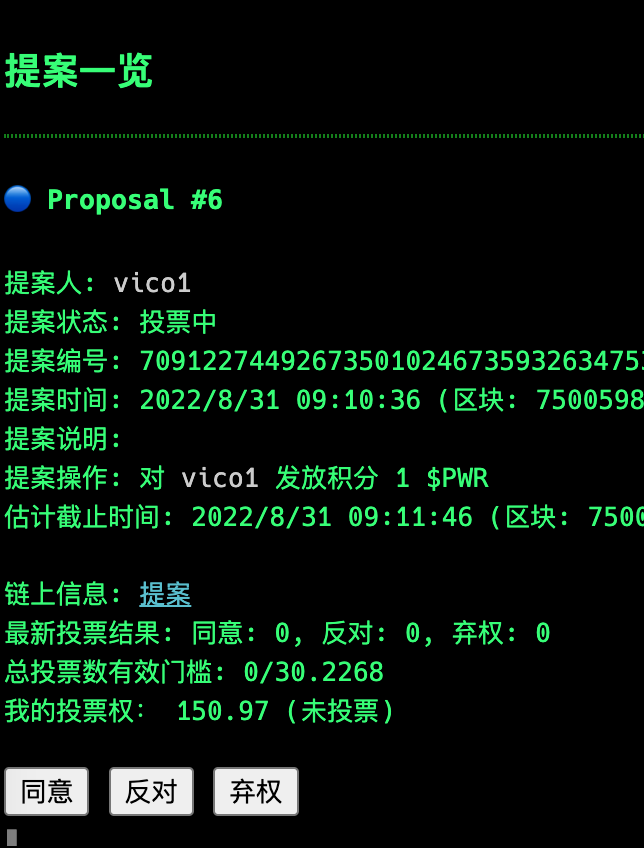 提案一览
Proposal #6
提案人: vico1
提案状态: 投票中
提案编号: 7091227449267350102467359326347
提案时间: 2022/8/31 09:10:36 (区块: 7500598
提案说明:
提案操作: 对 vico1 发放积分 1 $PWR
估计截止时间: 2022/8/31 09:11:46 (区块: 7500
链上信息: 提案
最新投票结果: 同意: 0, 反对: 0, 弃权: 0
总投票数有效门槛: 0/30.2268
我的投票权: 150.97 (未投票)
同意 反对 弃权